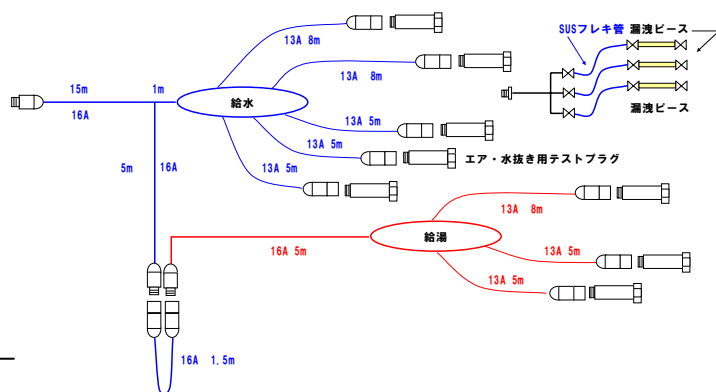 13A 8m
SUSフレキ管 漏洩ピース
13A 8m
15m 1m
給水
16A
漏洩ピース
13A 5m
13A 5m
エア・水抜き用テストプラグ
5m 16A
13A 5m
13A 8m
給湯
16A 5m
13A 5m
13A 5m
16A 1.5m